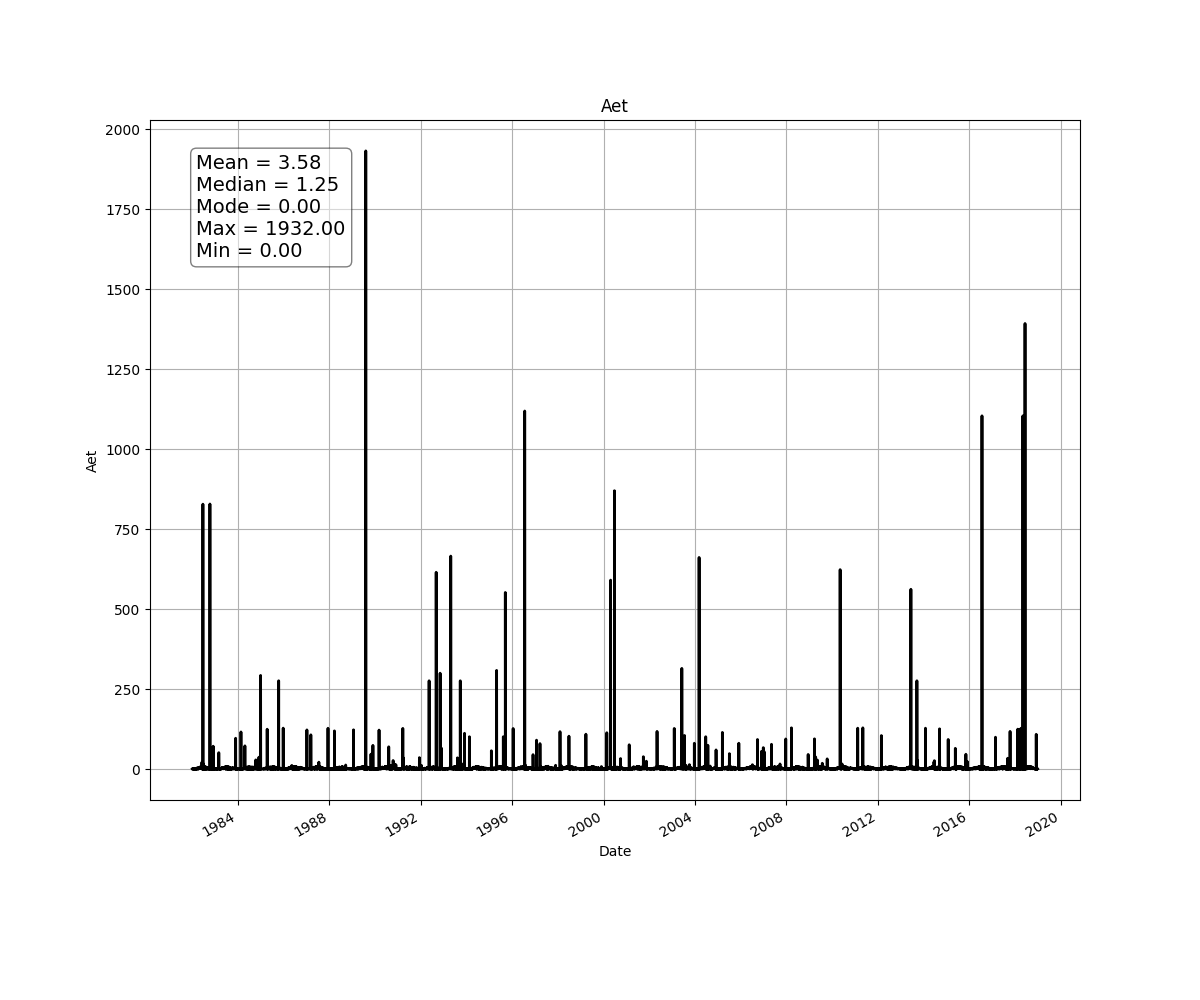 Aet
2000
1750
1500
1250
1000
750
500
250
0
Aet
Mean = 3.58
Median = 1.25
Mode = 0.00
Max = 1932.00
Min = 0.00
1984
1988
1992
1996
2000
2004
2008
2012
2016
2020
Date